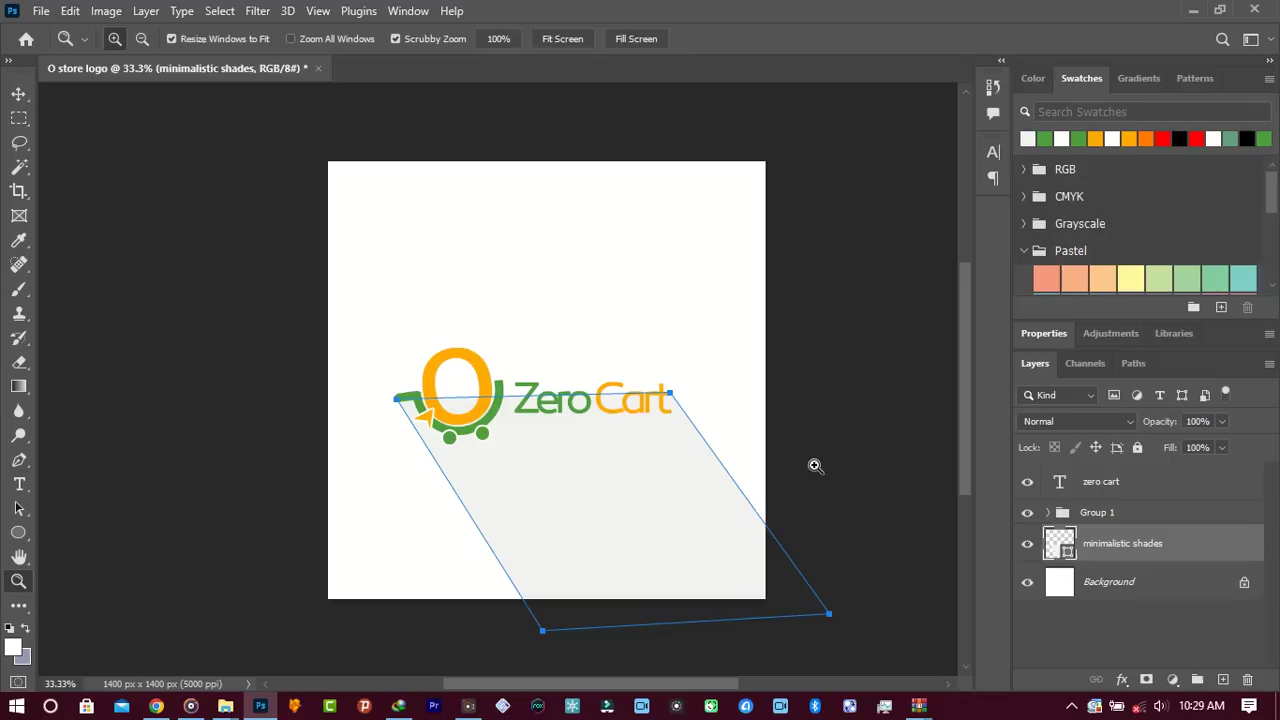 Ps File Edit Image Layer Type Select Filter 3D View Plugins Window Help
Resize Windows to Fit Zoom All Windows Scrubby Zoom 100% Fit Screen Fill Screen
O store logo @ 33.3% (minimalistic shades, RGB/8#) * ×
Color Swatches Gradients Patterns
Search Swatches
RGB
CMYK
Grayscale
Pastel
Properties Adjustments Libraries
Layers Channels Paths
Kind
Normal Opacity: 100%
Lock: Fill: 100%
zero cart
Group 1
minimalistic shades
Background
Zero Cart
33.33% 1400 px x 1400 px (5000 ppi)
10:29 AM